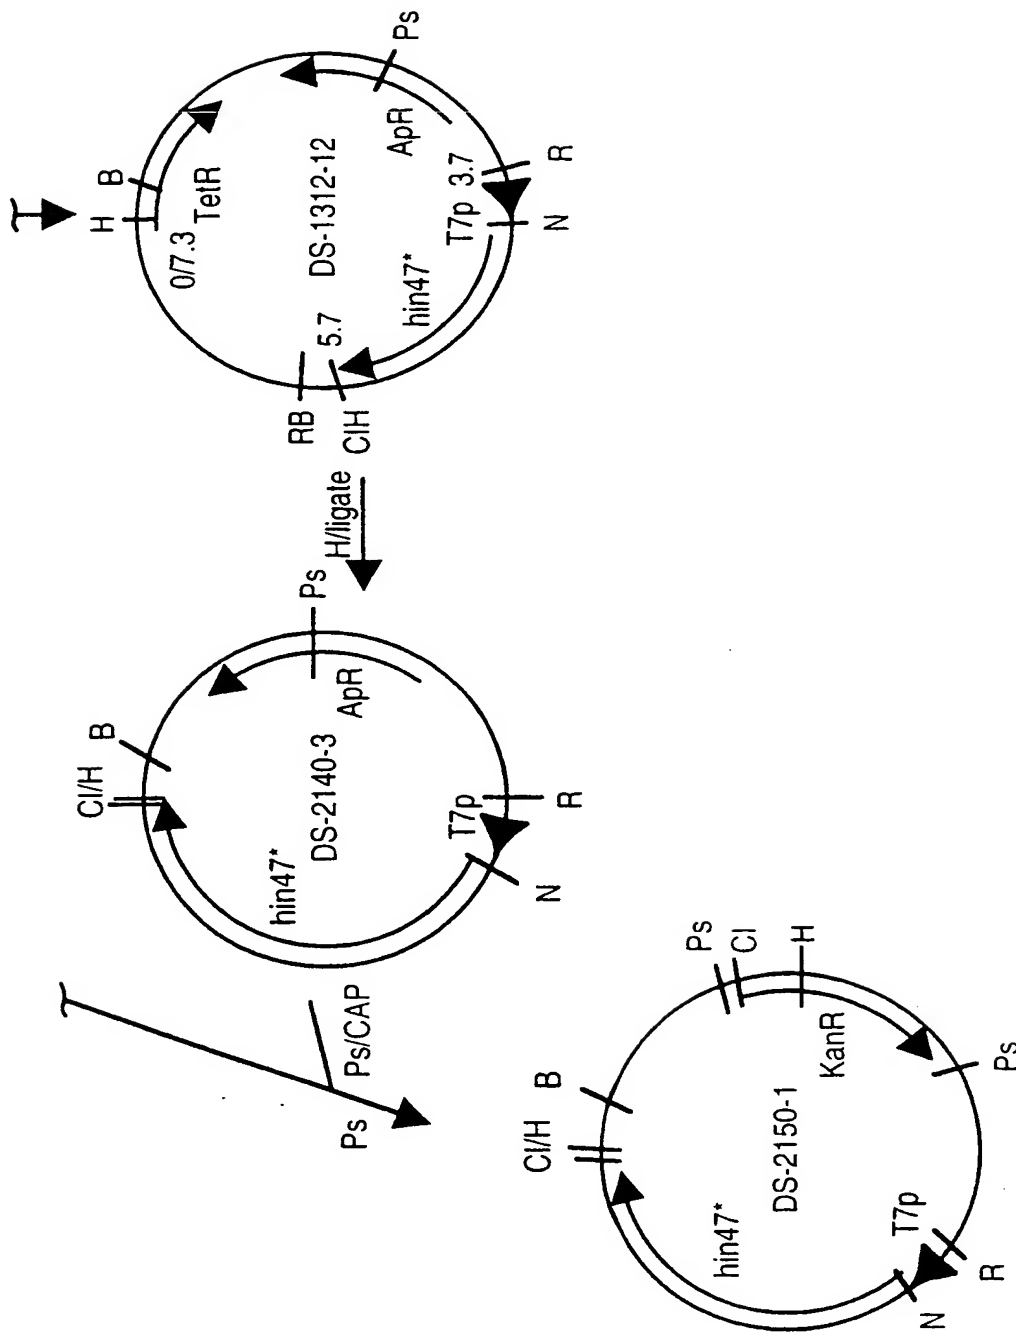 H
B
0/7.3
TetR
Ps
ApR
DS-1312-12
5.7
RB
ClH
hin47*
T7p
3.7
R
N
H/ligate
Cl/H
B
Ps
ApR
DS-2140-3
hin47*
T7p
R
N
Ps
Ps/CAP
Cl/H
B
Ps
Cl
H
KanR
Ps
DS-2150-1
hin47*
T7p
R
N